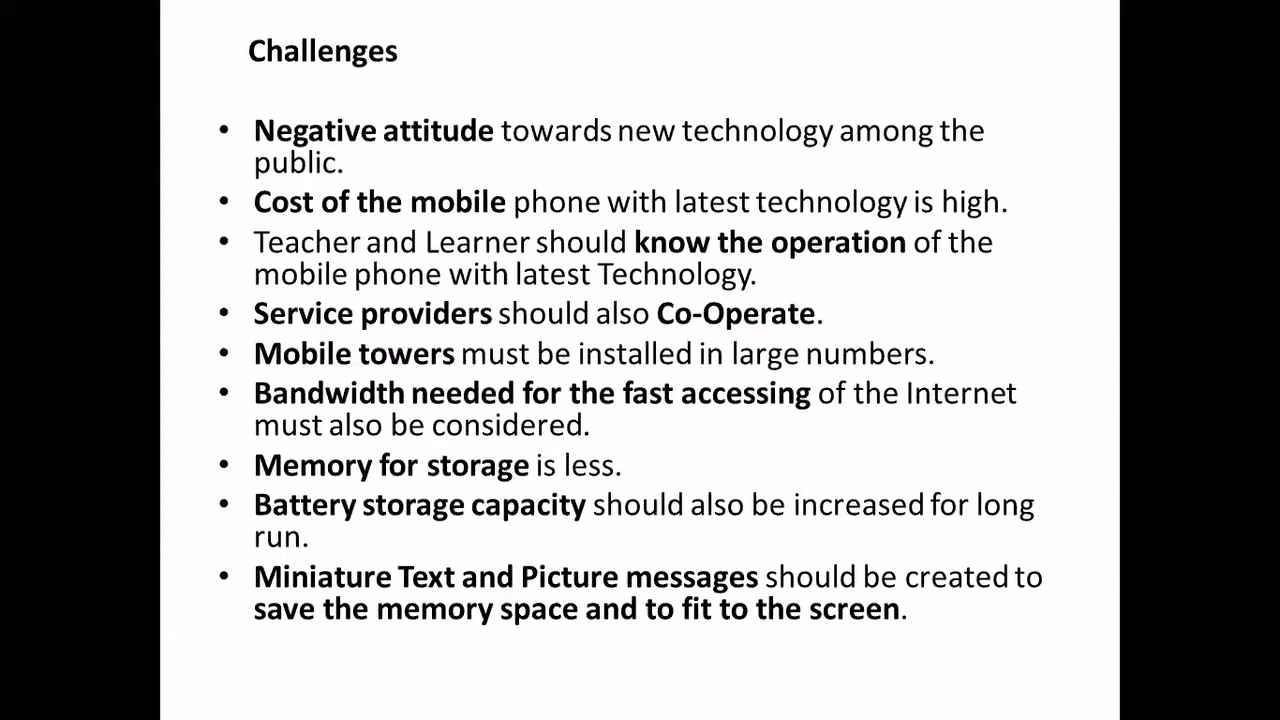 Challenges
• Negative attitude towards new technology among the
public.
• Cost of the mobile phone with latest technology is high.
• Teacher and Learner should know the operation of the
mobile phone with latest Technology.
• Service providers should also Co-Operate.
• Mobile towers must be installed in large numbers.
• Bandwidth needed for the fast accessing of the Internet
must also be considered.
• Memory for storage is less.
• Battery storage capacity should also be increased for long
run.
• Miniature Text and Picture messages should be created to
save the memory space and to fit to the screen.